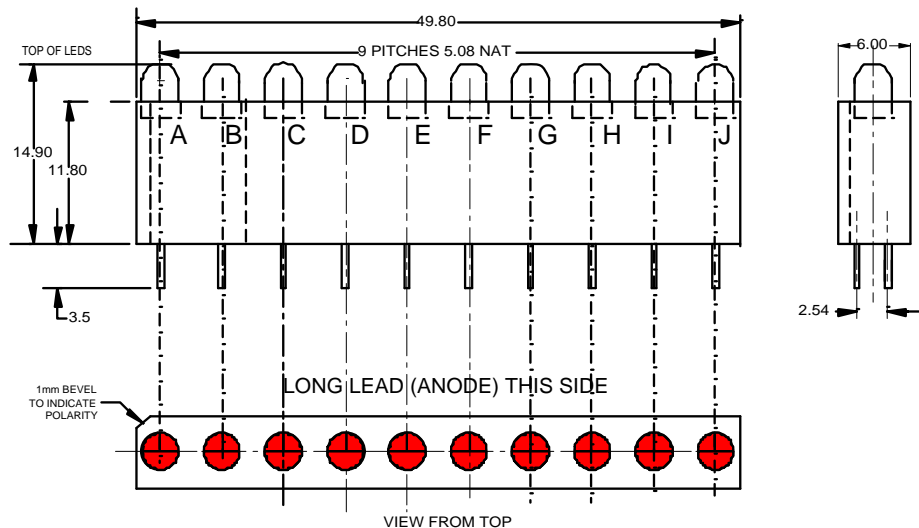 49.80
9 PITCHES 5.08 NAT
TOP OF LEDS
6.00
A B C D E F G H I J
14.90
11.80
3.5
2.54
LONG LEAD (ANODE) THIS SIDE
1mm BEVEL
TO INDICATE
POLARITY
VIEW FROM TOP